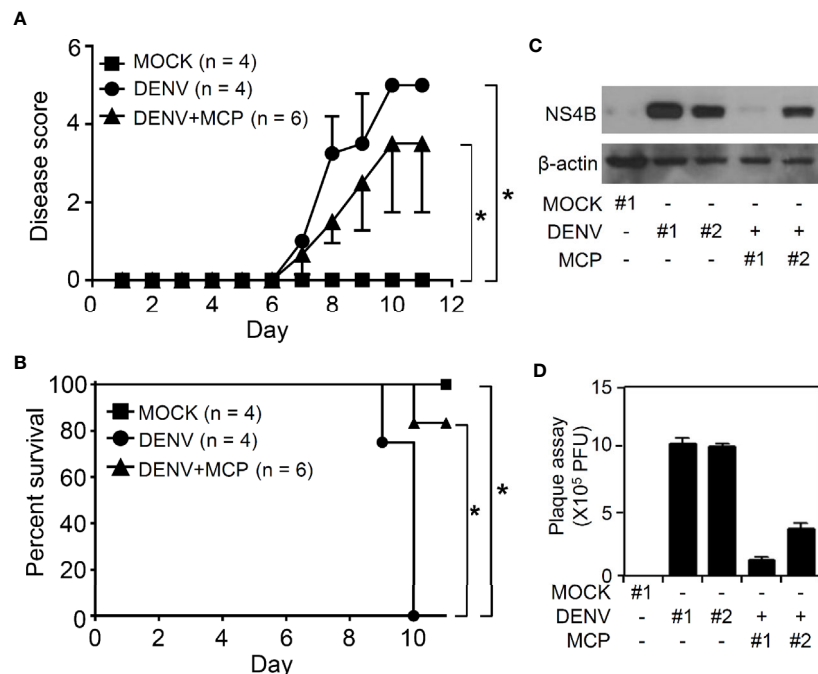 A
Disease score
6
4
2
0
MOCK (n = 4)
DENV (n = 4)
DENV+MCP (n = 6)
*
*
0 2 4 6 8 10 12
Day
B
Percent survival
100
80
60
40
20
0
MOCK (n = 4)
DENV (n = 4)
DENV+MCP (n = 6)
*
*
0 2 4 6 8 10
Day
C
NS4B
β-actin
MOCK #1 - - - -
DENV - #1 #2 + +
MCP - - - #1 #2
D
Plaque assay
(X10⁵ PFU)
15
10
5
0
MOCK #1 - - - -
DENV - #1 #2 + +
MCP - - - #1 #2